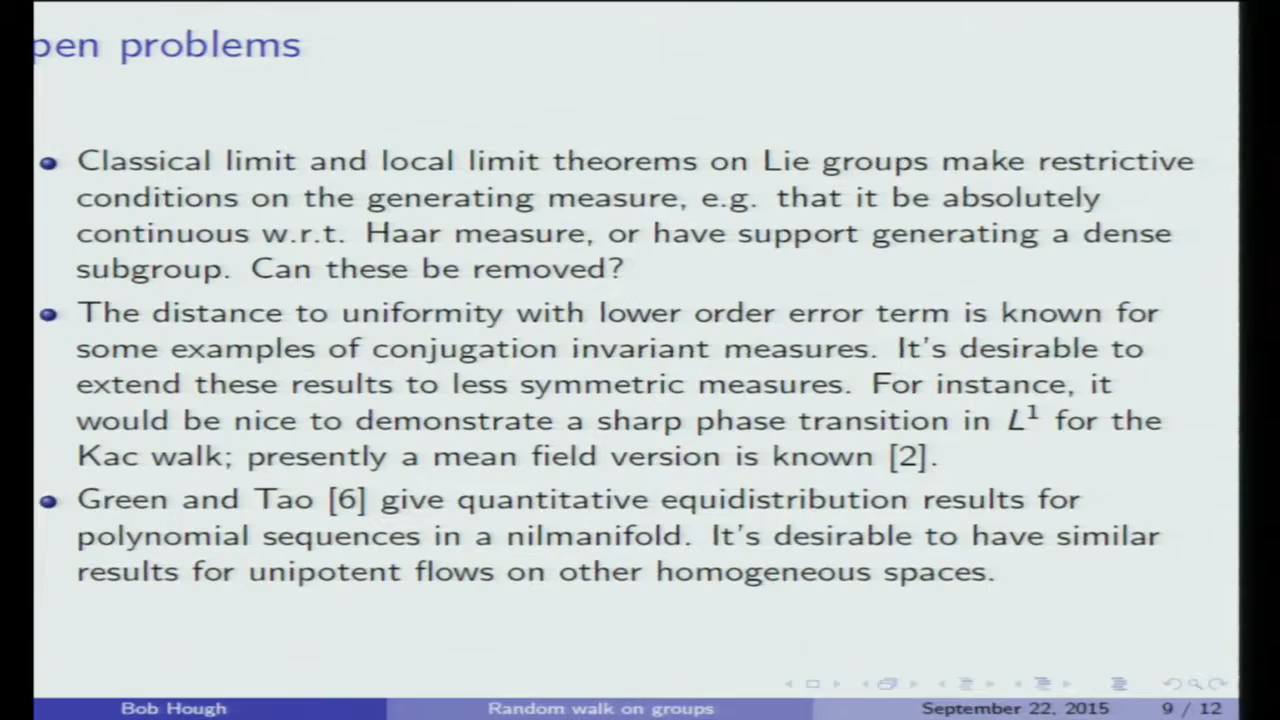 pen problems
Classical limit and local limit theorems on Lie groups make restrictive
conditions on the generating measure, e.g. that it be absolutely
continuous w.r.t. Haar measure, or have support generating a dense
subgroup. Can these be removed?
The distance to uniformity with lower order error term is known for
some examples of conjugation invariant measures. It's desirable to
extend these results to less symmetric measures. For instance, it
would be nice to demonstrate a sharp phase transition in L¹ for the
Kac walk; presently a mean field version is known [2].
Green and Tao [6] give quantitative equidistribution results for
polynomial sequences in a nilmanifold. It's desirable to have similar
results for unipotent flows on other homogeneous spaces.
Bob Hough Random walk on groups September 22, 2015 9 / 12